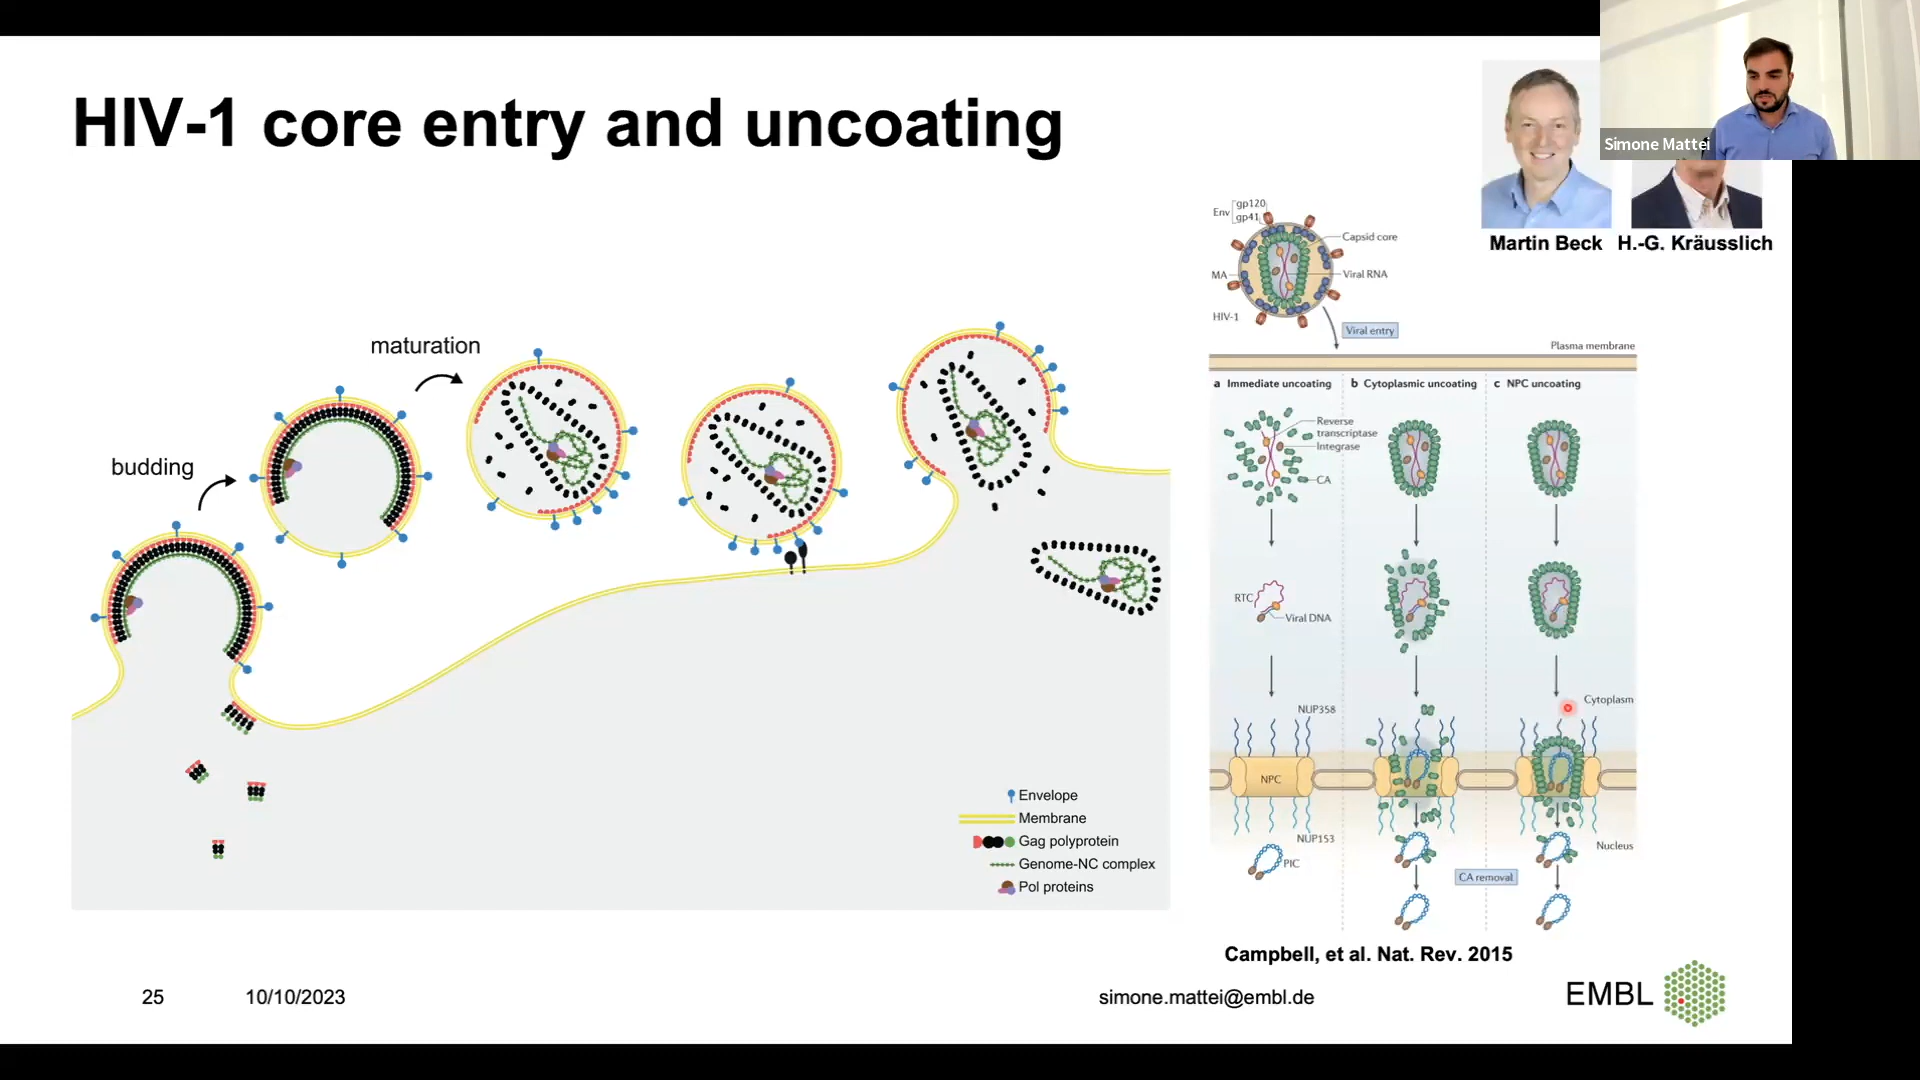 HIV-1 core entry and uncoating
Simone Mattei
Martin Beck
H.-G. Kräusslich
budding
maturation
Envelope
Membrane
Gag polyprotein
Genome-NC complex
Pol proteins
Env
gp120
gp41
Capsid core
MA
Viral RNA
HIV-1
Viral entry
Plasma membrane
a Immediate uncoating
b Cytoplasmic uncoating
c NPC uncoating
Reverse
transcriptase
Integrase
CA
RTC
Viral DNA
NUP358
Cytoplasm
NPC
NUP153
Nucleus
PIC
CA removal
Campbell, et al. Nat. Rev. 2015
25
10/10/2023
simone.mattei@embl.de
EMBL